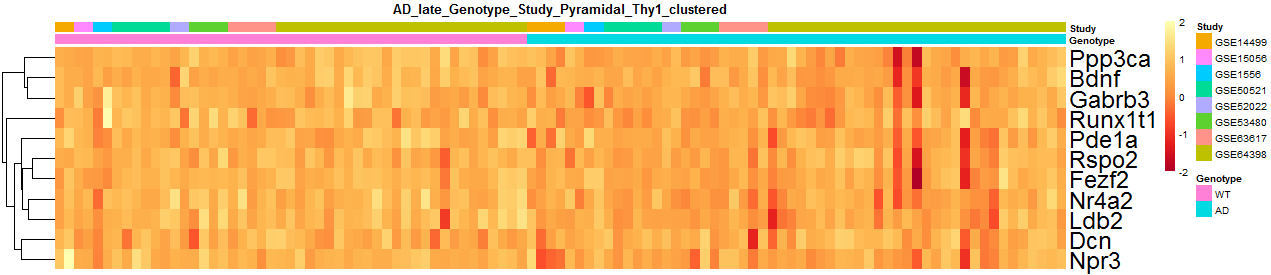 AD_late_Genotype_Study_Pyramidal_Thy1_clustered
Study
Genotype
Ppp3ca
Bdnf
Gabrb3
Runx1t1
Pde1a
Rspo2
Fezf2
Nr4a2
Ldb2
Dcn
Npr3
2
1
0
-1
-2
Study
GSE14499
GSE15056
GSE1556
GSE50521
GSE52022
GSE53480
GSE63617
GSE64398
Genotype
WT
AD